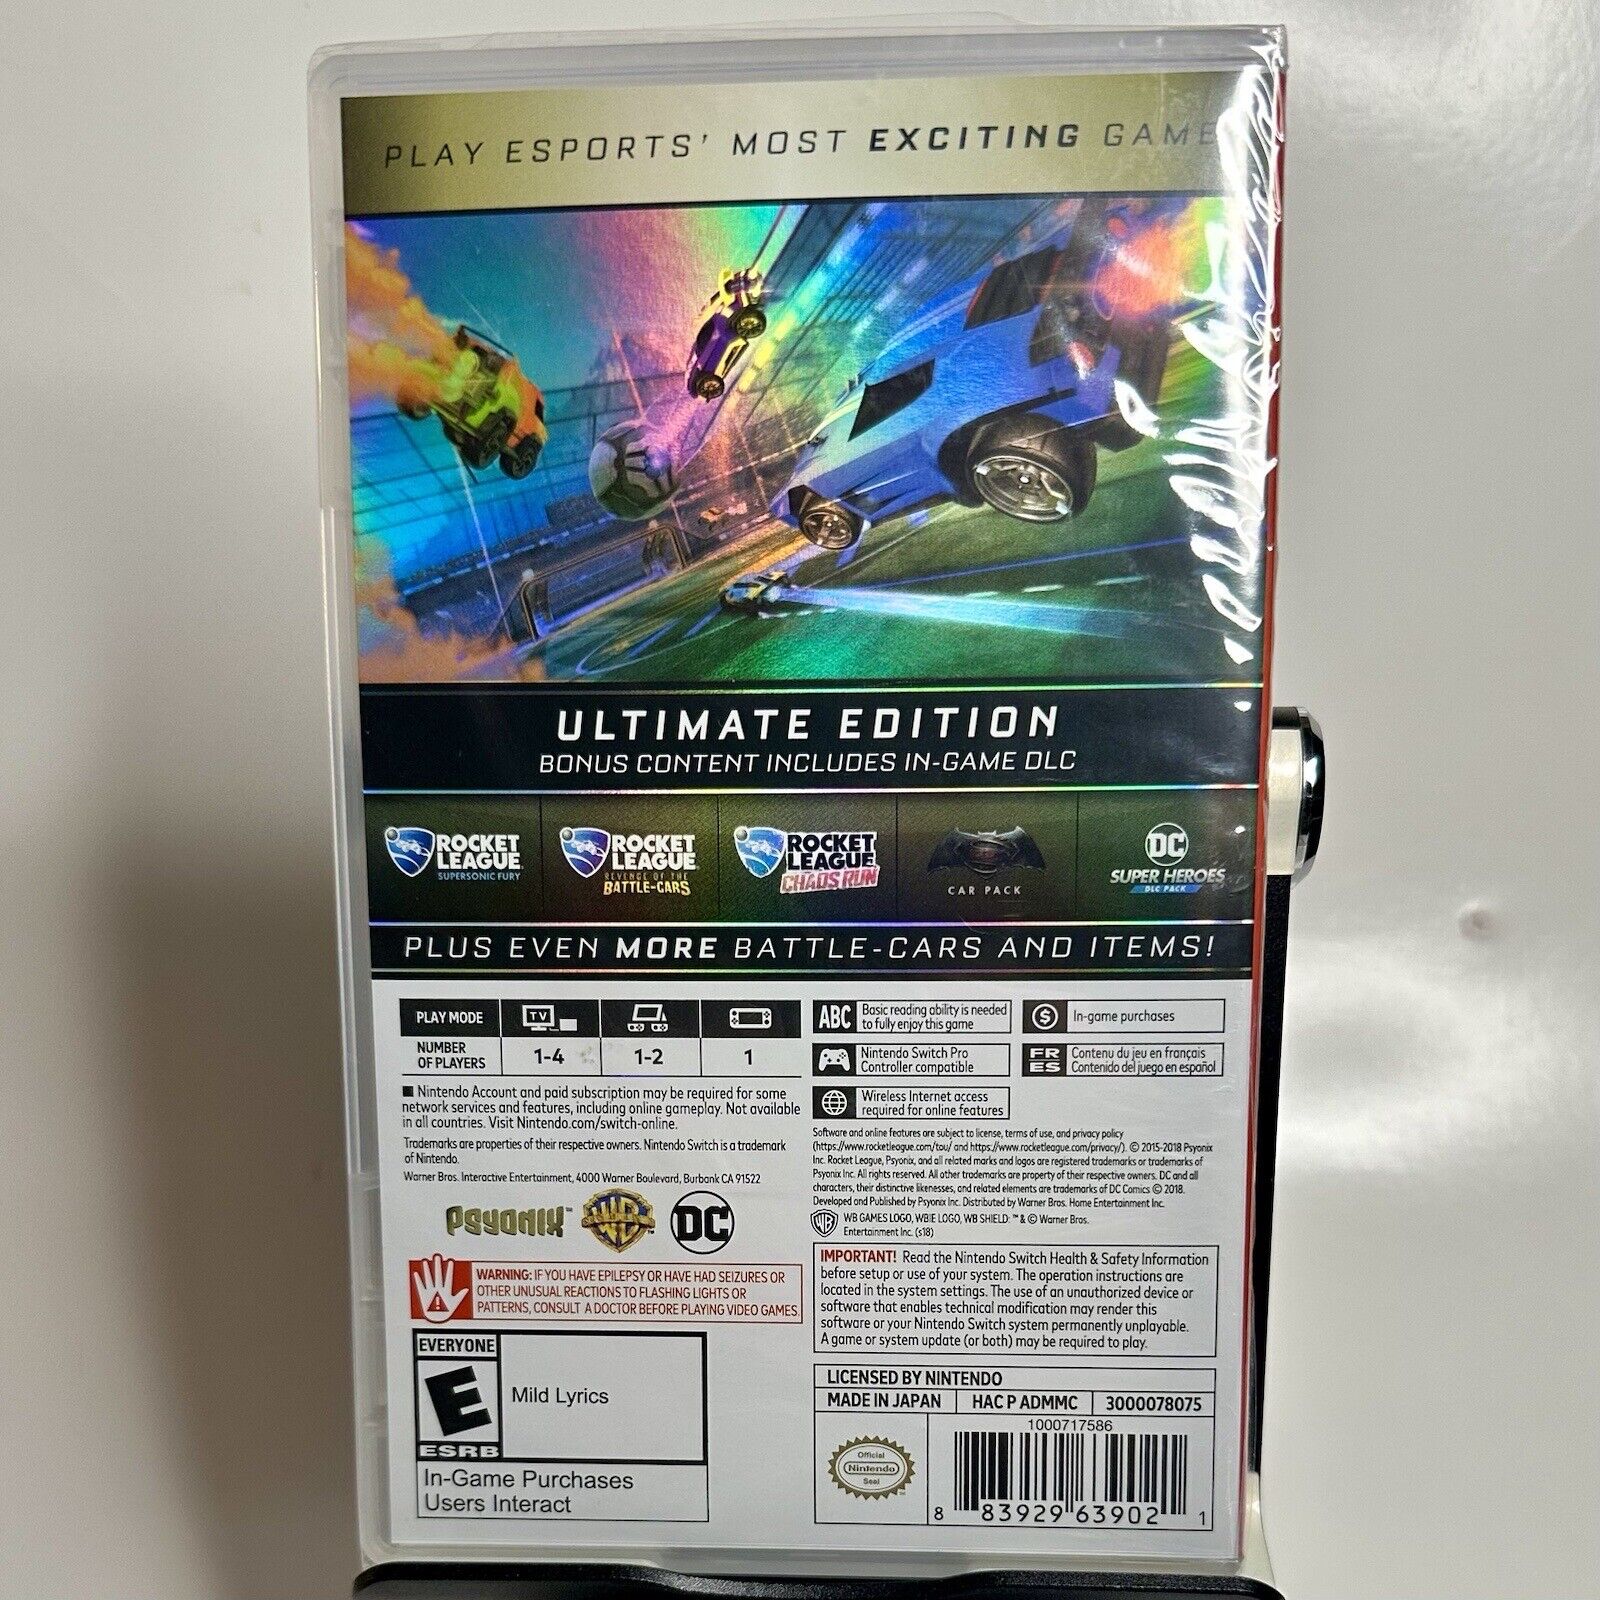 PLAY ESPORTS' MOST EXCITING GAME
ULTIMATE EDITION
BONUS CONTENT INCLUDES IN-GAME DLC
ROCKET LEAGUE
SUPERSONIC FURY
ROCKET LEAGUE
REVENGE OF THE
BATTLE-CARS
ROCKET LEAGUE
CHAOS RUN
CAR PACK
DC
SUPER HEROES
DLC PACK
PLUS EVEN MORE BATTLE-CARS AND ITEMS!
PLAY MODE TV
NUMBER
OF PLAYERS
1-4 1-2 1
■ Nintendo Account and paid subscription may be required for some
network services and features, including online gameplay. Not available
in all countries. Visit Nintendo.com/switch-online.
Trademarks are properties of their respective owners. Nintendo Switch is a trademark
of Nintendo.
Warner Bros. Interactive Entertainment, 4000 Warner Boulevard, Burbank CA 91522
PSYONIX™ WB DC
WARNING: IF YOU HAVE EPILEPSY OR HAVE HAD SEIZURES OR
OTHER UNUSUAL REACTIONS TO FLASHING LIGHTS OR
PATTERNS, CONSULT A DOCTOR BEFORE PLAYING VIDEO GAMES.
EVERYONE
E
ESRB
Mild Lyrics
In-Game Purchases
Users Interact
ABC Basic reading ability is needed
to fully enjoy this game
$ In-game purchases
Nintendo Switch Pro
Controller compatible
FR Contenu du jeu en français
ES Contenido del juego en español
Wireless Internet access
required for online features
Software and online features are subject to license, terms of use, and privacy policy
(https://www.rocketleague.com/tou/ and https://www.rocketleague.com/privacy/). © 2015-2018 Psyonix
Inc. Rocket League, Psyonix, and all related marks and logos are registered trademarks or trademarks of
Psyonix Inc. All rights reserved. All other trademarks are property of their respective owners. DC and all
characters, their distinctive likenesses, and related elements are trademarks of DC Comics © 2018.
Developed and Published by Psyonix Inc. Distributed by Warner Bros. Home Entertainment Inc.
WB GAMES LOGO, WBIE LOGO, WB SHIELD: ™ & © Warner Bros.
Entertainment Inc. (s18)
IMPORTANT! Read the Nintendo Switch Health & Safety Information
before setup or use of your system. The operation instructions are
located in the system settings. The use of an unauthorized device or
software that enables technical modification may render this
software or your Nintendo Switch system permanently unplayable.
A game or system update (or both) may be required to play.
LICENSED BY NINTENDO
MADE IN JAPAN HAC P ADMMC 3000078075
1000717586
Official
Nintendo
Seal
8 83929 63902 1